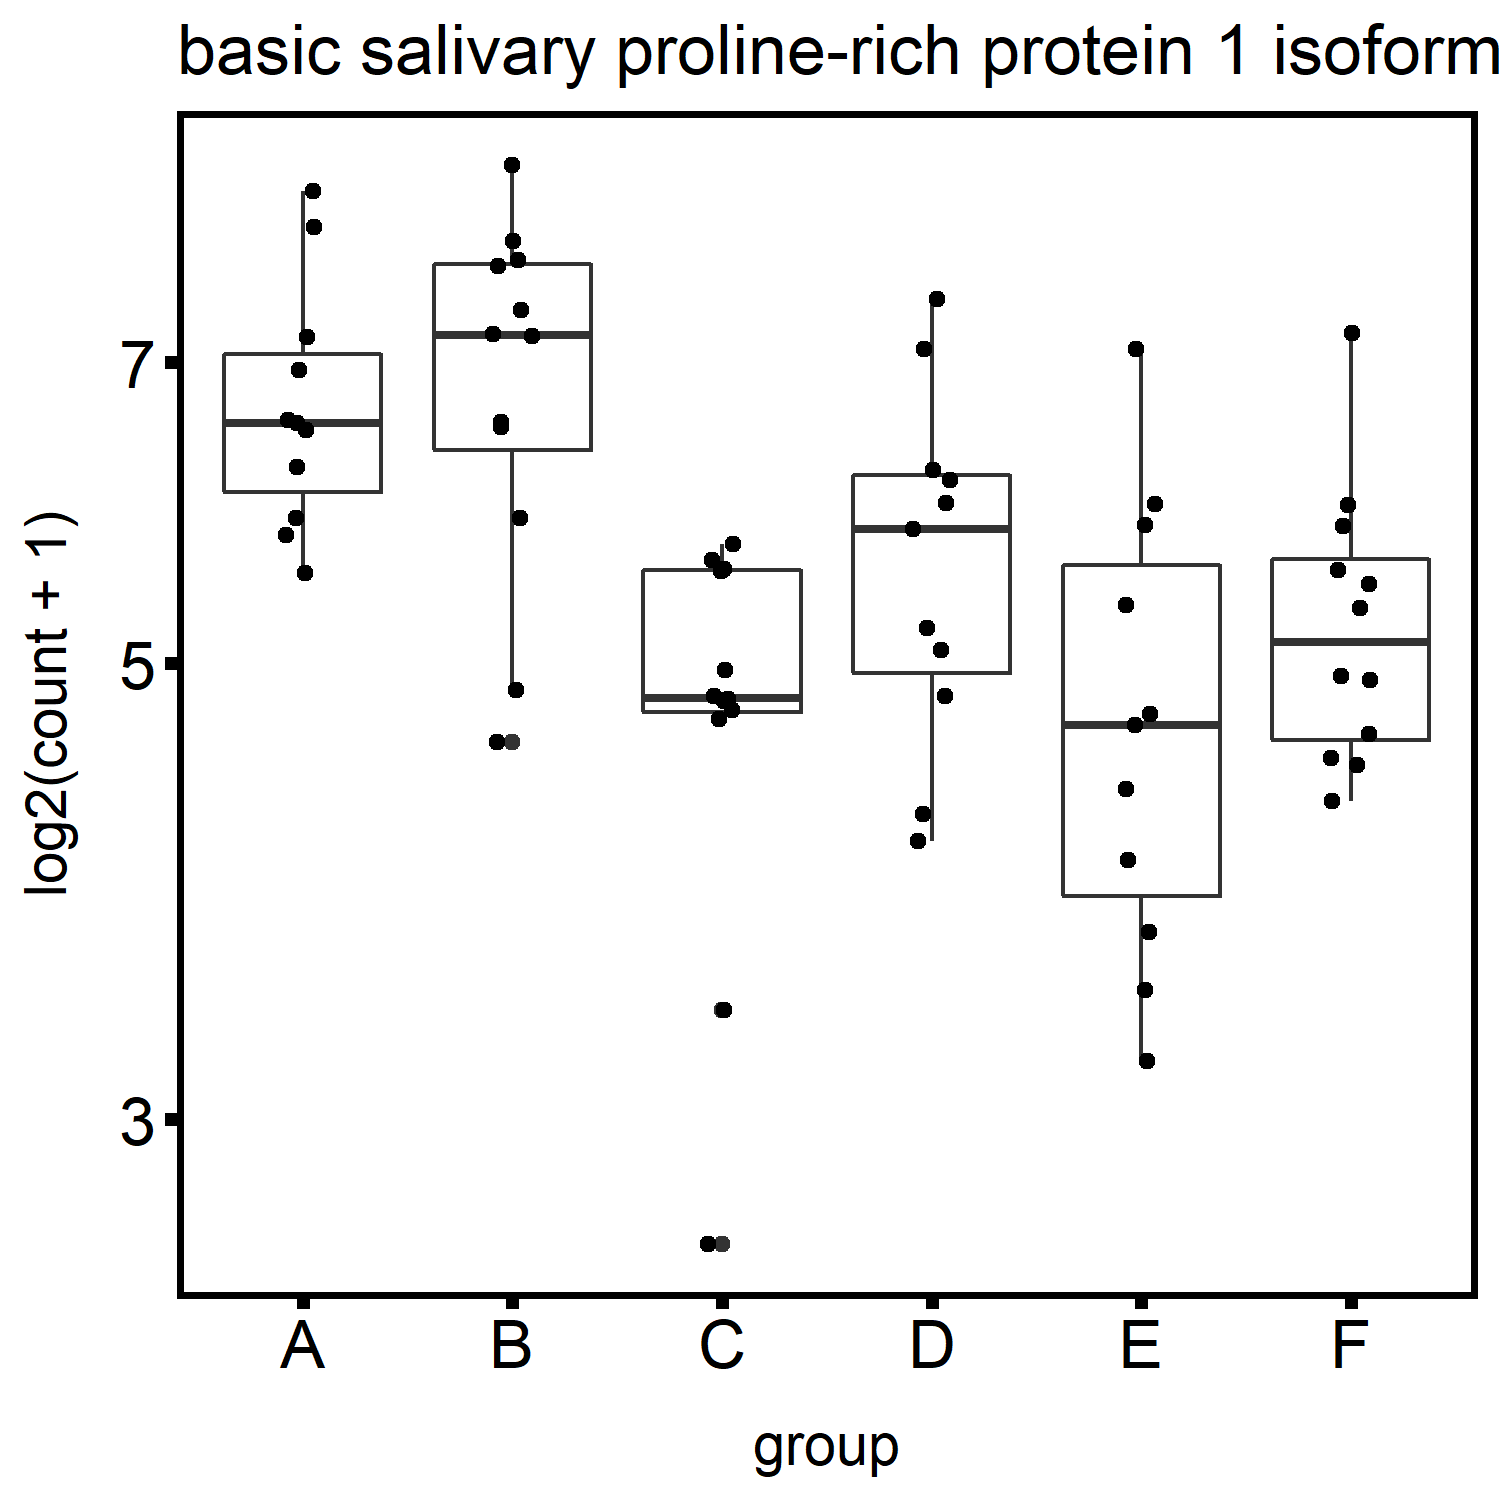 basic salivary proline-rich protein 1 isoform
log2(count + 1)
7
5
3
A B C D E F
group